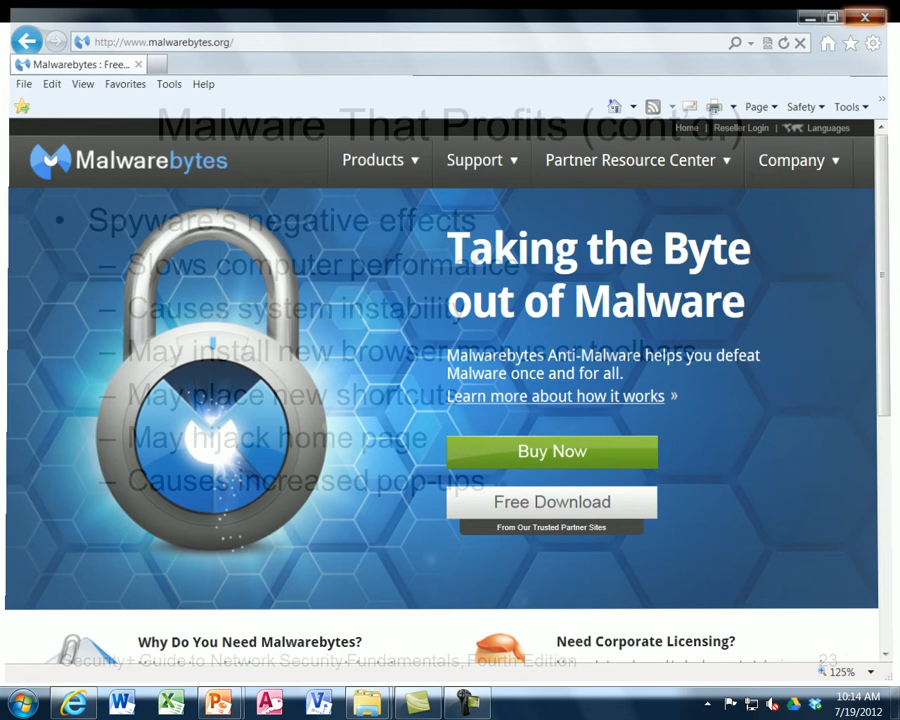 http://www.malwarebytes.org/
Malwarebytes : Free...
File Edit View Favorites Tools Help
Page Safety Tools
Malware That Profits (cont'd.)
Home | Reseller Login | Languages
Malwarebytes
Products Support Partner Resource Center Company
• Spyware's negative effects
– Slows computer performance
– Causes system instability
– May install new browser menus or toolbars
– May place new shortcuts
– May hijack home page
– Causes increased pop-ups
Taking the Byte
out of Malware
Malwarebytes Anti-Malware helps you defeat
Malware once and for all.
Learn more about how it works »
Buy Now
Free Download
From Our Trusted Partner Sites
Why Do You Need Malwarebytes?
Need Corporate Licensing?
Security+ Guide to Network Security Fundamentals, Fourth Edition
23
125%
10:14 AM
7/19/2012